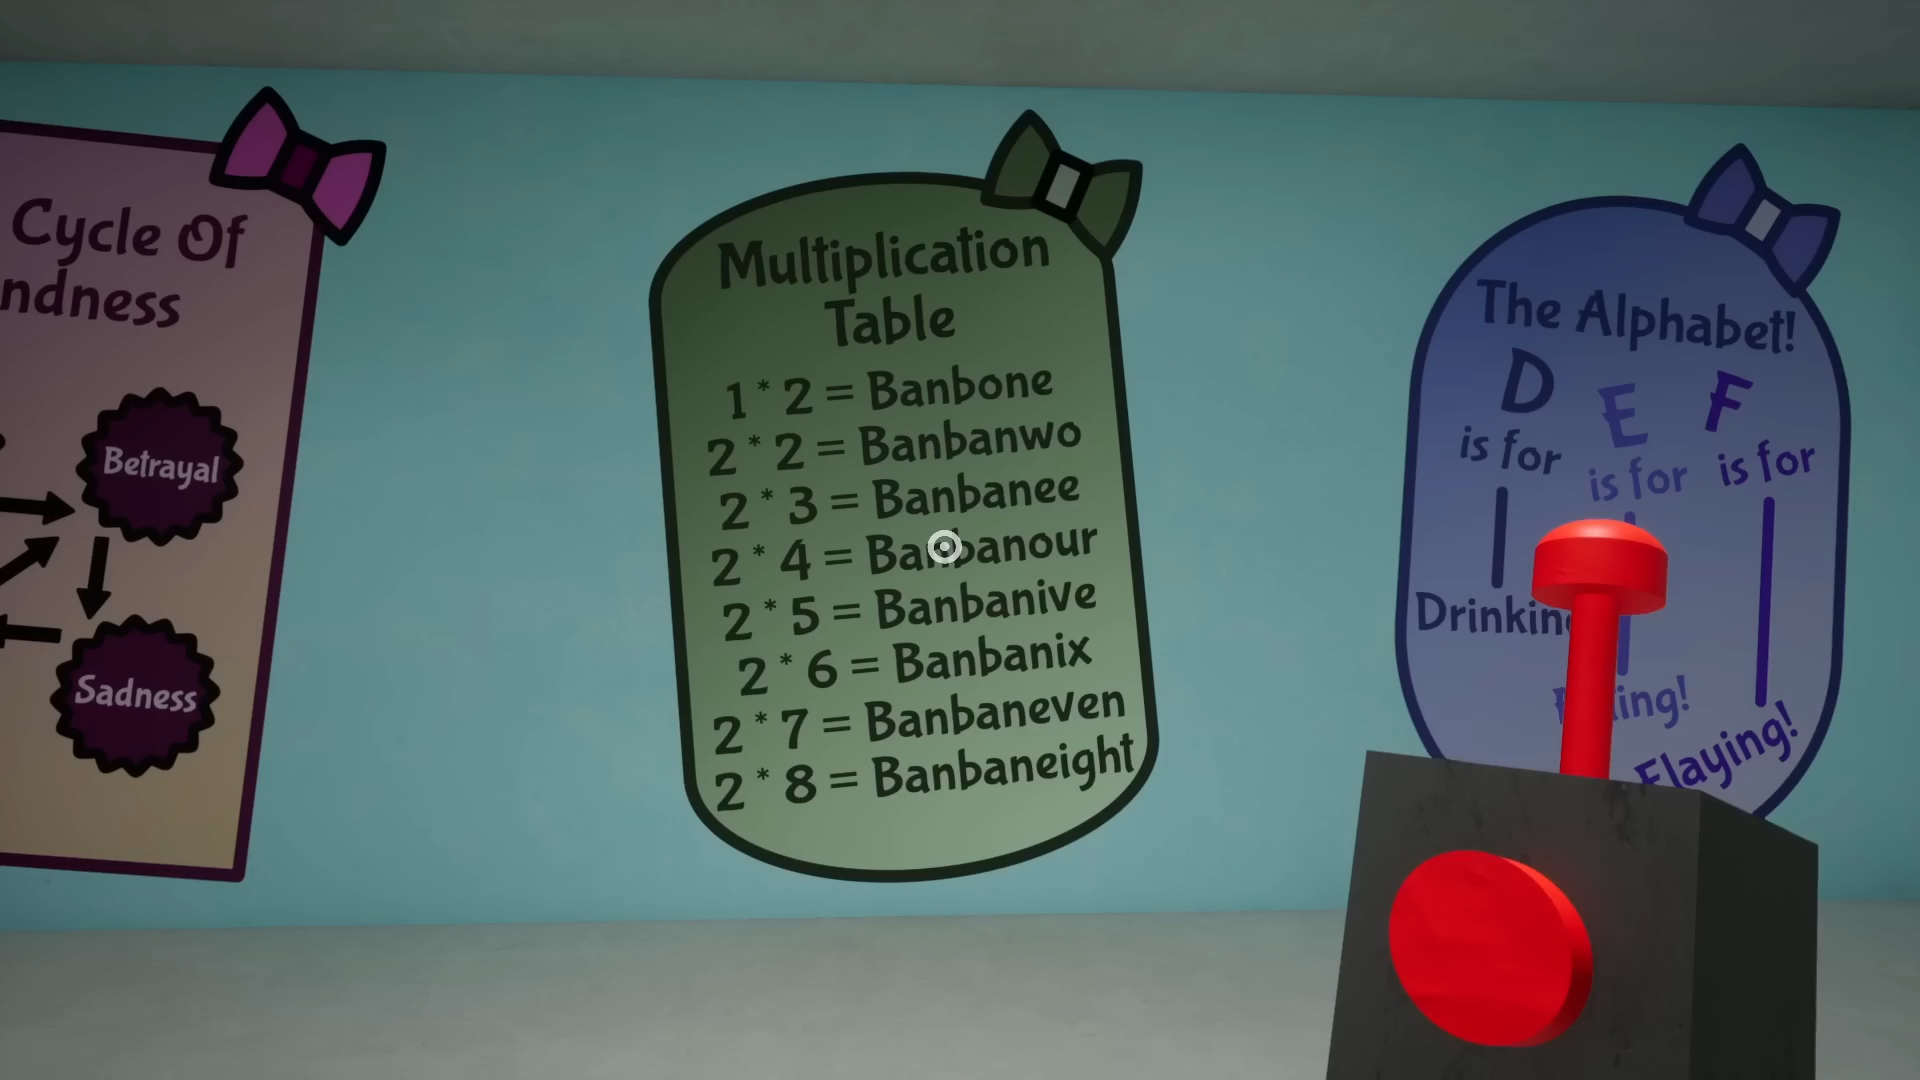 Cycle Of
ndness
Betrayal
Sadness
Multiplication
Table
1 * 2 = Banbone
2 * 2 = Banbanwo
2 * 3 = Banbanee
2 * 4 = Banbanour
2 * 5 = Banbanive
2 * 6 = Banbanix
2 * 7 = Banbaneven
2 * 8 = Banbaneight
The Alphabet!
D E F
is for is for is for
Drinkin
Flaying!